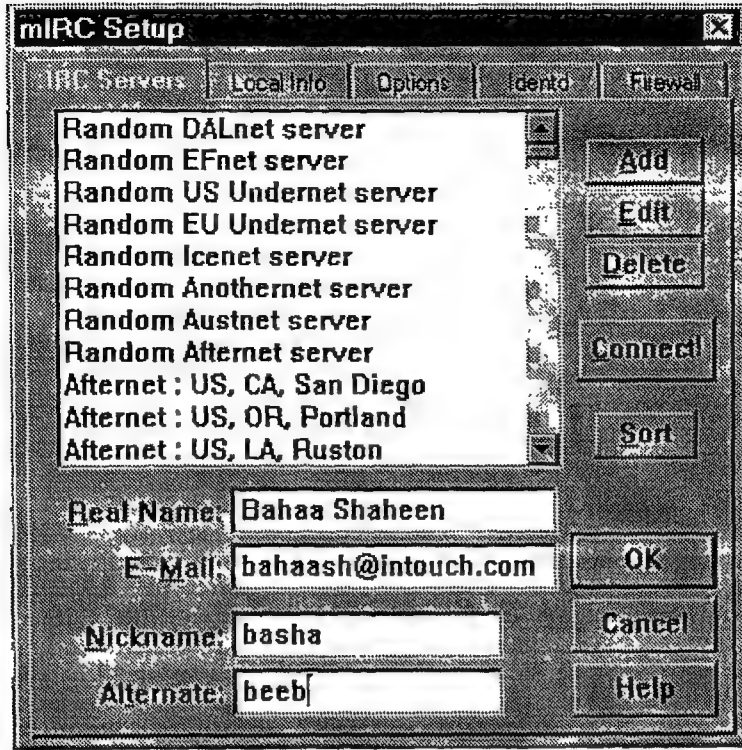 mIRC Setup
IRC Servers Local Info Options Identd Firewall
Random DALnet server
Random EFnet server
Random US Undernet server
Random EU Undernet server
Random Icenet server
Random Anothernet server
Random Austnet server
Random Afternet server
Afternet : US, CA, San Diego
Afternet : US, OR, Portland
Afternet : US, LA, Ruston
Add
Edit
Delete
Connect!
Sort
Real Name: Bahaa Shaheen
E-Mail: bahaash@intouch.com
Nickname: basha
Alternate: beeb
OK
Cancel
Help